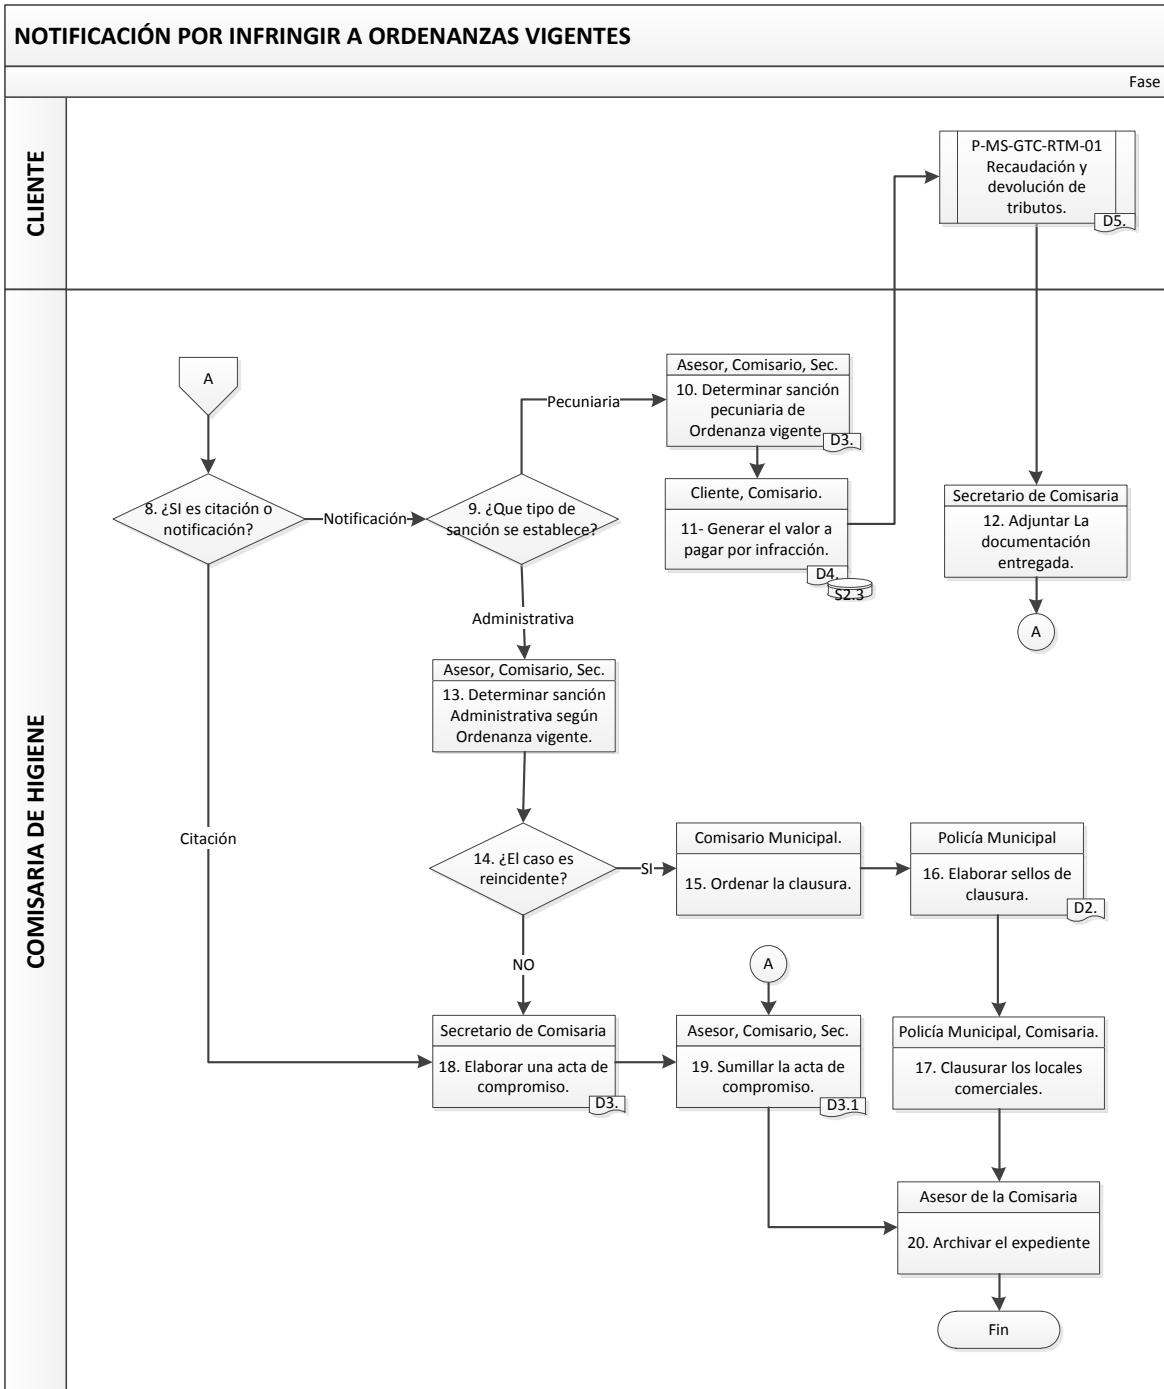 NOTIFICACIÓN POR INFRINGIR A ORDENANZAS VIGENTES
Fase
CLIENTE
P-MS-GTC-RTM-01
Recaudación y
devolución de
tributos.
D5.
COMISARIA DE HIGIENE
A
8. ¿SI es citación o
notificación?
Notificación
9. ¿Que tipo de
sanción se establece?
Pecuniaria
Asesor, Comisario, Sec.
10. Determinar sanción
pecuniaria de
Ordenanza vigente
D3.
Cliente, Comisario.
11- Generar el valor a
pagar por infracción.
D4.
S2.3
Secretario de Comisaria
12. Adjuntar La
documentación
entregada.
A
Administrativa
Asesor, Comisario, Sec.
13. Determinar sanción
Administrativa según
Ordenanza vigente.
Citación
14. ¿El caso es
reincidente?
SI
Comisario Municipal.
15. Ordenar la clausura.
Policía Municipal
16. Elaborar sellos de
clausura.
D2.
NO
A
Secretario de Comisaria
18. Elaborar una acta de
compromiso.
D3.
Asesor, Comisario, Sec.
19. Sumillar la acta de
compromiso.
D3.1
Policía Municipal, Comisaria.
17. Clausurar los locales
comerciales.
Asesor de la Comisaria
20. Archivar el expediente
Fin